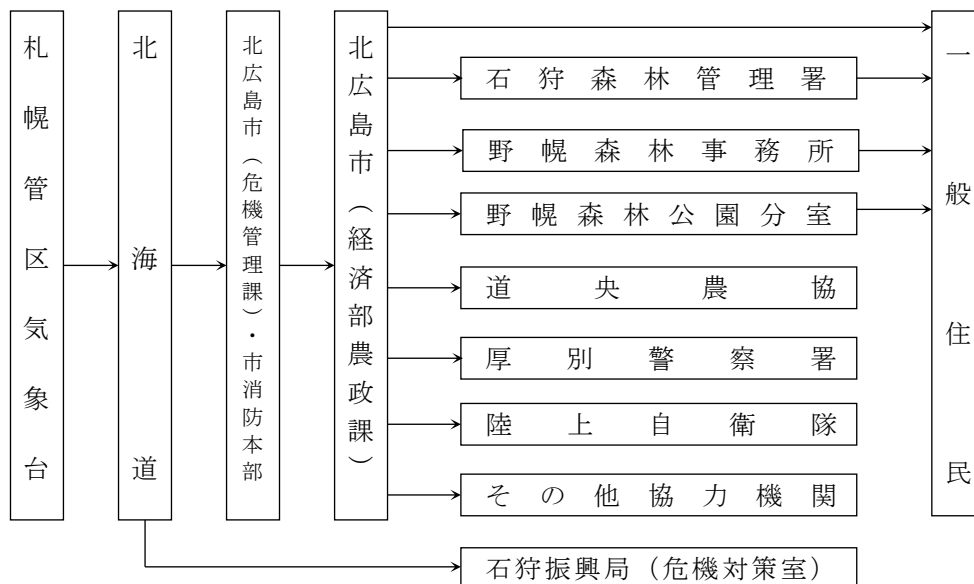 札幌管区気象台
北海道
北広島市（危機管理課）・市消防本部
北広島市（経済部農政課）
石狩森林管理署
野幌森林事務所
野幌森林公園分室
道央農協
厚別警察署
陸上自衛隊
その他協力機関
石狩振興局（危機対策室）
一般住民